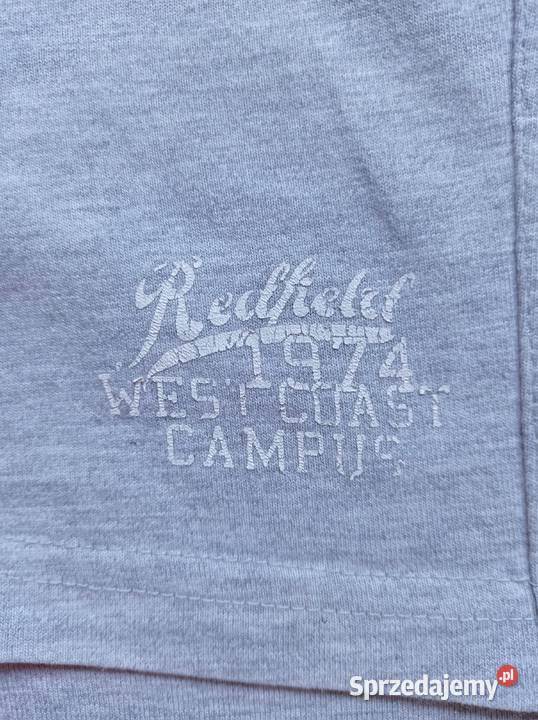 Redfield
1974
WEST COAST
CAMPUS
Sprzedajemy.pl